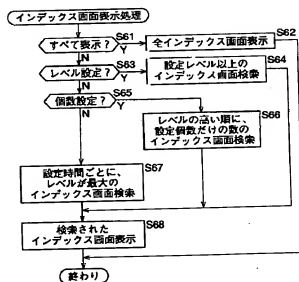 インデックス画面表示処理
すべて表示?
S61
Y
N
全インデックス画面表示
S62
レベル設定?
S63
Y
N
設定レベル以上の
インデックス画面検索
S64
個数設定?
S65
Y
N
レベルの高い順に、
設定個数だけの数の
インデックス画面検索
S66
設定時間ごとに、
レベルが最大の
インデックス画面検索
S67
検索された
インデックス画面表示
S68
終わり